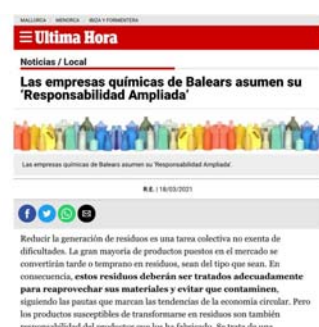 MALLORCA | MENORCA | IBIZA Y FORMENTERA
Ultima Hora
Noticias / Local
Las empresas químicas de Balears asumen su
‘Responsabilidad Ampliada’
Las empresas químicas de Balears asumen su 'Responsabilidad Ampliada'.
R.E. | 18/03/2021
Reducir la generación de residuos es una tarea colectiva no exenta de
dificultades. La gran mayoría de productos puestos en el mercado se
convertirán tarde o temprano en residuos, sean del tipo que sean. En
consecuencia, estos residuos deberán ser tratados adecuadamente
para reaprovechar sus materiales y evitar que contaminen,
siguiendo las pautas que marcan las tendencias de la economía circular. Pero
los productos susceptibles de transformarse en residuos son también